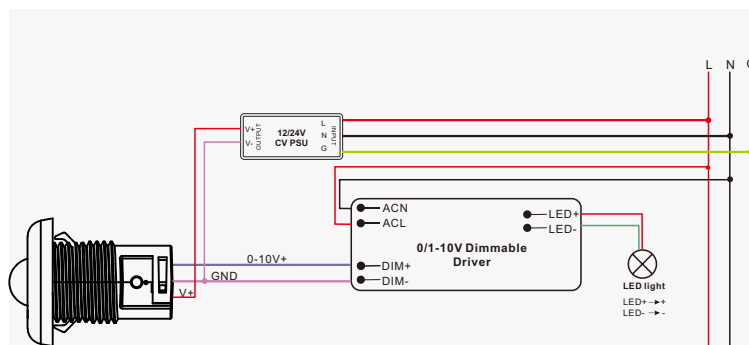 L N
V+
V-
OUTPUT
12/24V
CV PSU
L
N
G
INPUT
ACN
ACL
LED+
LED-
0/1-10V Dimmable
Driver
0-10V+
DIM+
GND
DIM-
V+
LED light
LED+ → +
LED- → -